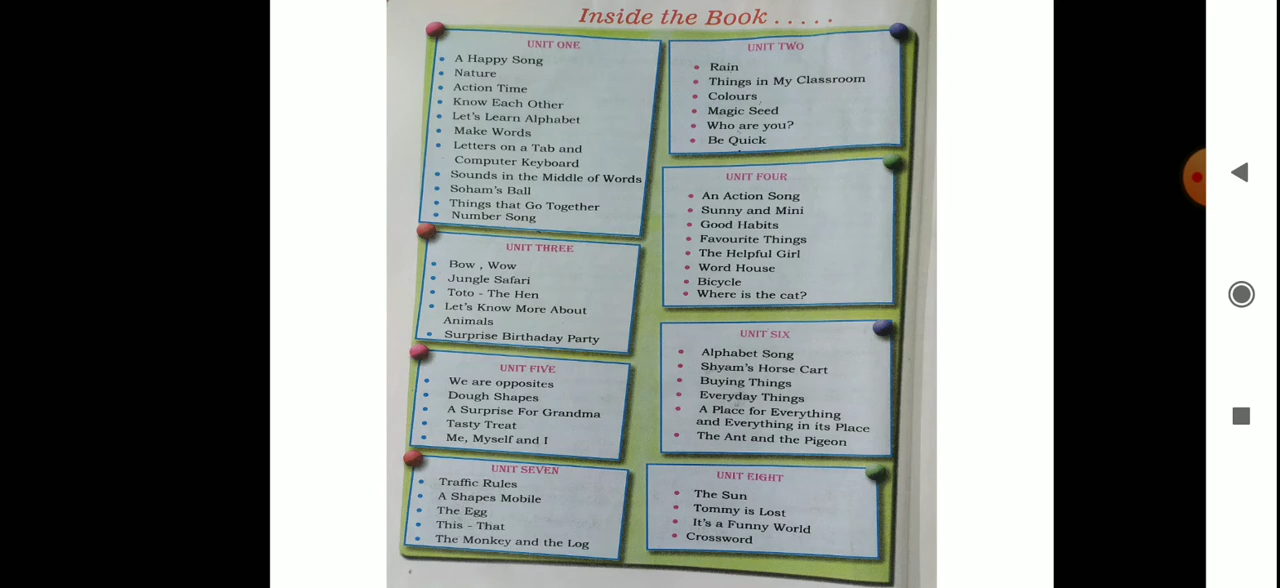 Inside the Book . . . . .
UNIT ONE
A Happy Song
Nature
Action Time
Know Each Other
Let's Learn Alphabet
Make Words
Letters on a Tab and
Computer Keyboard
Sounds in the Middle of Words
Soham's Ball
Things that Go Together
Number Song
UNIT TWO
Rain
Things in My Classroom
Colours
Magic Seed
Who are you?
Be Quick
UNIT THREE
Bow , Wow
Jungle Safari
Toto - The Hen
Let's Know More About
Animals
Surprise Birthaday Party
UNIT FOUR
An Action Song
Sunny and Mini
Good Habits
Favourite Things
The Helpful Girl
Word House
Bicycle
Where is the cat?
UNIT FIVE
We are opposites
Dough Shapes
A Surprise For Grandma
Tasty Treat
Me, Myself and I
UNIT SIX
Alphabet Song
Shyam's Horse Cart
Buying Things
Everyday Things
A Place for Everything
and Everything in its Place
The Ant and the Pigeon
UNIT SEVEN
Traffic Rules
A Shapes Mobile
The Egg
This - That
The Monkey and the Log
UNIT EIGHT
The Sun
Tommy is Lost
It's a Funny World
Crossword